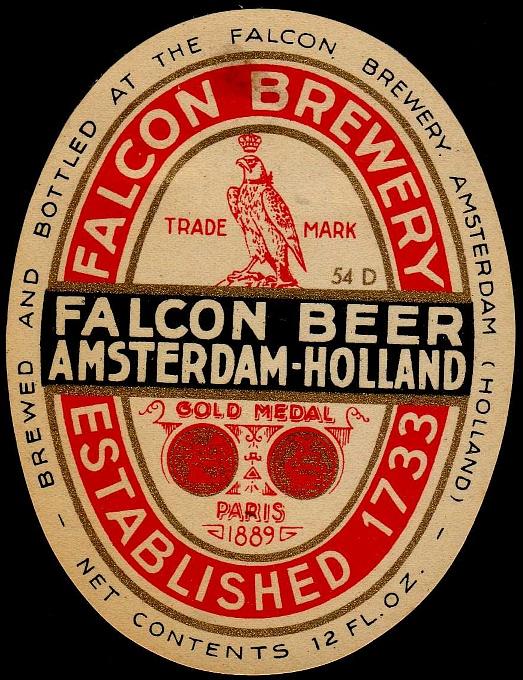 BREWED AND BOTTLED AT THE FALCON BREWERY. AMSTERDAM (HOLLAND)
FALCON BREWERY
TRADE MARK
54 D
FALCON BEER
AMSTERDAM-HOLLAND
GOLD MEDAL
PARIS
1889
ESTABLISHED 1733
- NET CONTENTS 12 FL. OZ. -